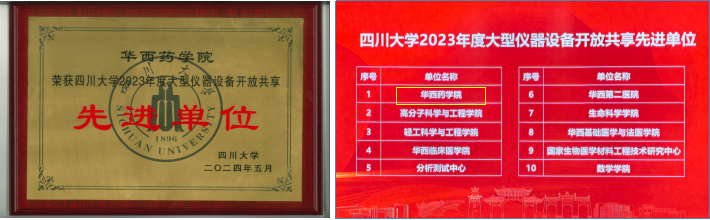 华西药学院
荣获四川大学2023年度大型仪器设备开放共享
先进单位
1896
SICHUAN UNIVERSITY
四川大学
二〇二四年五月
四川大学2023年度大型仪器设备开放共享先进单位
序号 单位名称 序号 单位名称
1 华西药学院 6 华西第二医院
2 高分子科学与工程学院 7 生命科学学院
3 轻工科学与工程学院 8 华西基础医学与法医学院
4 华西临床医学院 9 国家生物医学材料工程技术研究中心
5 分析测试中心 10 数学学院